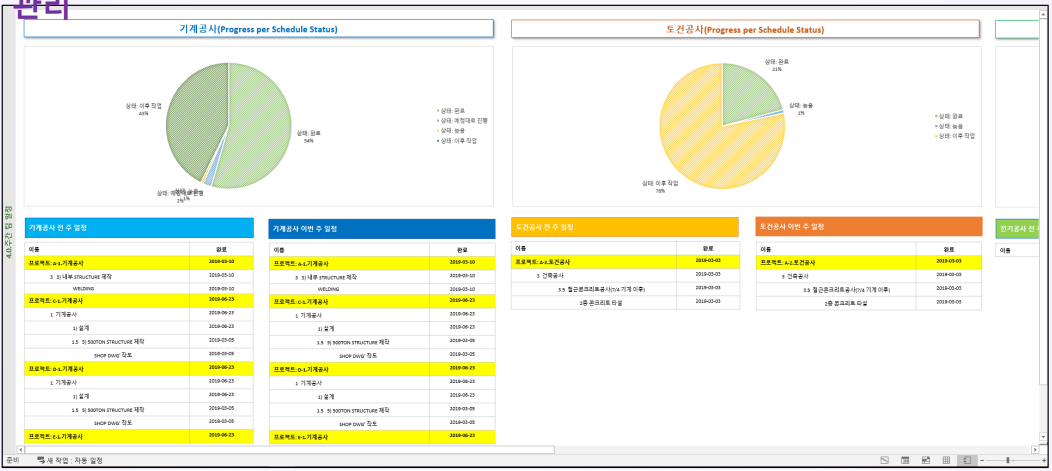 관리
기계공사(Progress per Schedule Status)
토건공사(Progress per Schedule Status)
상태: 이후 작업
43%
상태: 완료
54%
상태: 예정대로 진행
2%
상태: 늦음
1%
상태: 완료
상태: 예정대로 진행
상태: 늦음
상태: 이후 작업
상태: 완료
21%
상태: 늦음
1%
상태: 이후 작업
78%
상태: 완료
상태: 늦음
상태: 이후 작업
4.0.주간 팀 일정
기계공사 전 주 일정
이름 완료
프로젝트: A-1.기계공사 2019-03-10
3 3) 내부 STRUCTURE 제작 2019-03-10
WELDING 2019-03-10
프로젝트: C-1.기계공사 2019-06-23
1 기계공사 2019-06-23
1) 설계 2019-06-23
1.5 5) 500TON STRUCTURE 제작 2019-03-05
SHOP DWG' 작도 2019-03-05
프로젝트: D-1.기계공사 2019-06-23
1 기계공사 2019-06-23
1) 설계 2019-06-23
1.5 5) 500TON STRUCTURE 제작 2019-03-05
SHOP DWG' 작도 2019-03-05
프로젝트: E-1.기계공사 2019-06-23
기계공사 이번 주 일정
이름 완료
프로젝트: A-1.기계공사 2019-03-10
3 3) 내부 STRUCTURE 제작 2019-03-10
WELDING 2019-03-10
프로젝트: C-1.기계공사 2019-06-23
1 기계공사 2019-06-23
1) 설계 2019-06-23
1.5 5) 500TON STRUCTURE 제작 2019-03-05
SHOP DWG' 작도 2019-03-05
프로젝트: D-1.기계공사 2019-06-23
1 기계공사 2019-06-23
1) 설계 2019-06-23
1.5 5) 500TON STRUCTURE 제작 2019-03-05
SHOP DWG' 작도 2019-03-05
프로젝트: E-1.기계공사 2019-06-23
토건공사 전 주 일정
이름 완료
프로젝트: A-2.토건공사 2019-03-03
3 건축공사 2019-03-03
3.5 철근콘크리트공사(7/4 기계 이후) 2019-03-03
2층 콘크리트 타설 2019-03-03
토건공사 이번 주 일정
이름 완료
프로젝트: A-2.토건공사 2019-03-03
3 건축공사 2019-03-03
3.5 철근콘크리트공사(7/4 기계 이후) 2019-03-03
2층 콘크리트 타설 2019-03-03
전기공사 전
이름
준비 새 작업 : 자동 일정